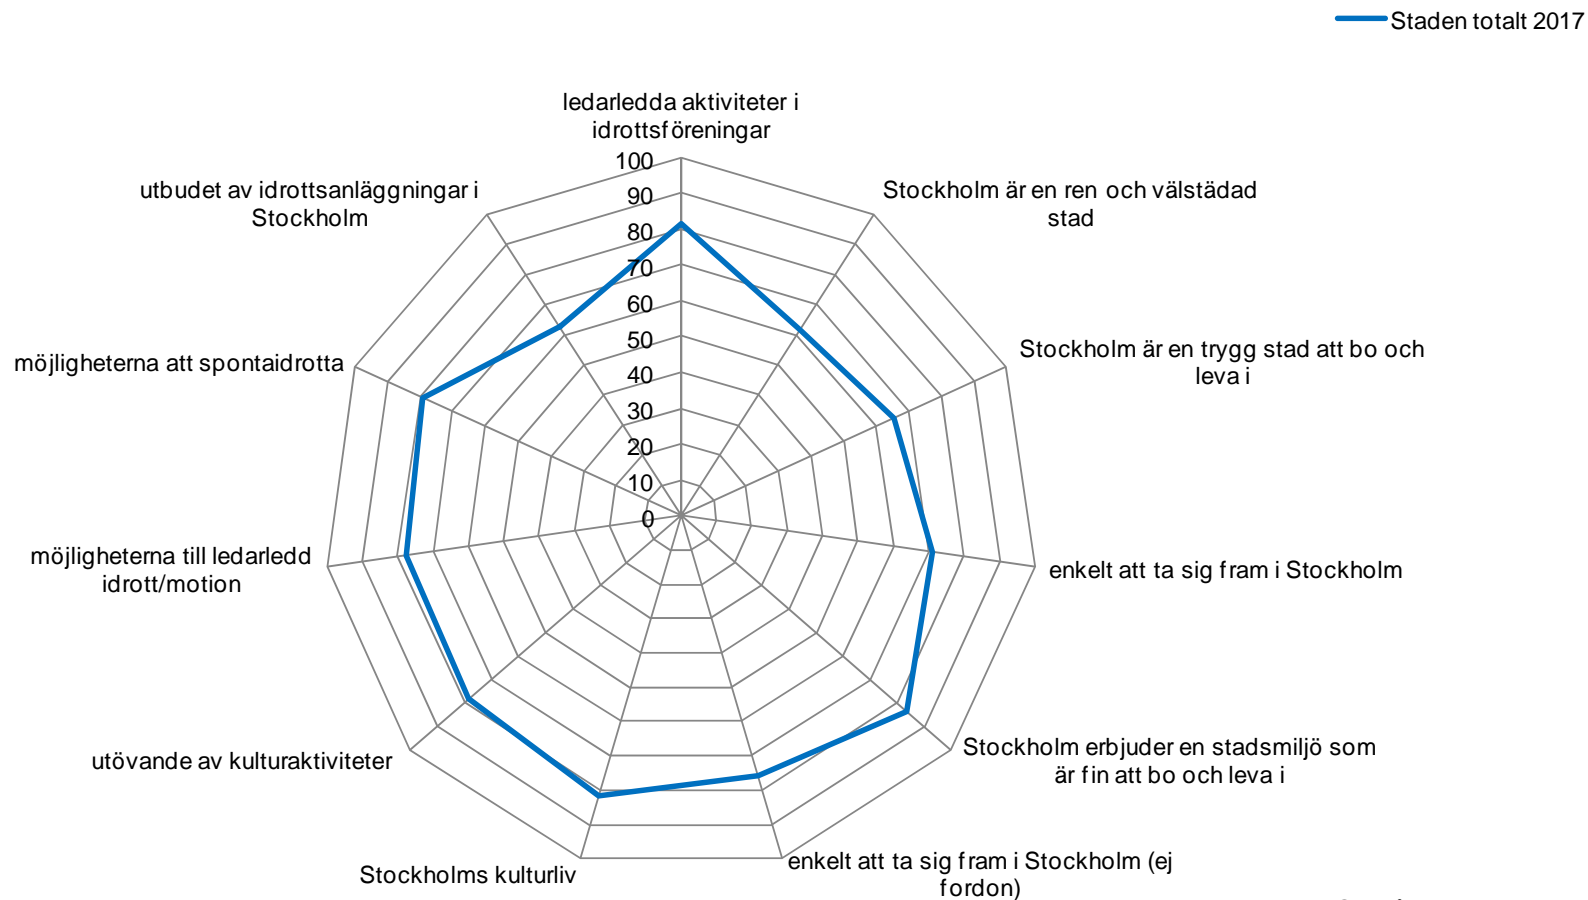 Staden totalt 2017
ledarledda aktiviteter i
idrottsföreningar
Stockholm är en ren och välstädad
stad
Stockholm är en trygg stad att bo och
leva i
enkelt att ta sig fram i Stockholm
Stockholm erbjuder en stadsmiljö som
är fin att bo och leva i
enkelt att ta sig fram i Stockholm (ej
fordon)
Stockholms kulturliv
utövande av kulturaktiviteter
möjligheterna till ledarledd
idrott/motion
möjligheterna att spontaidrotta
utbudet av idrottsanläggningar i
Stockholm
100
90
80
70
60
50
40
30
20
10
0